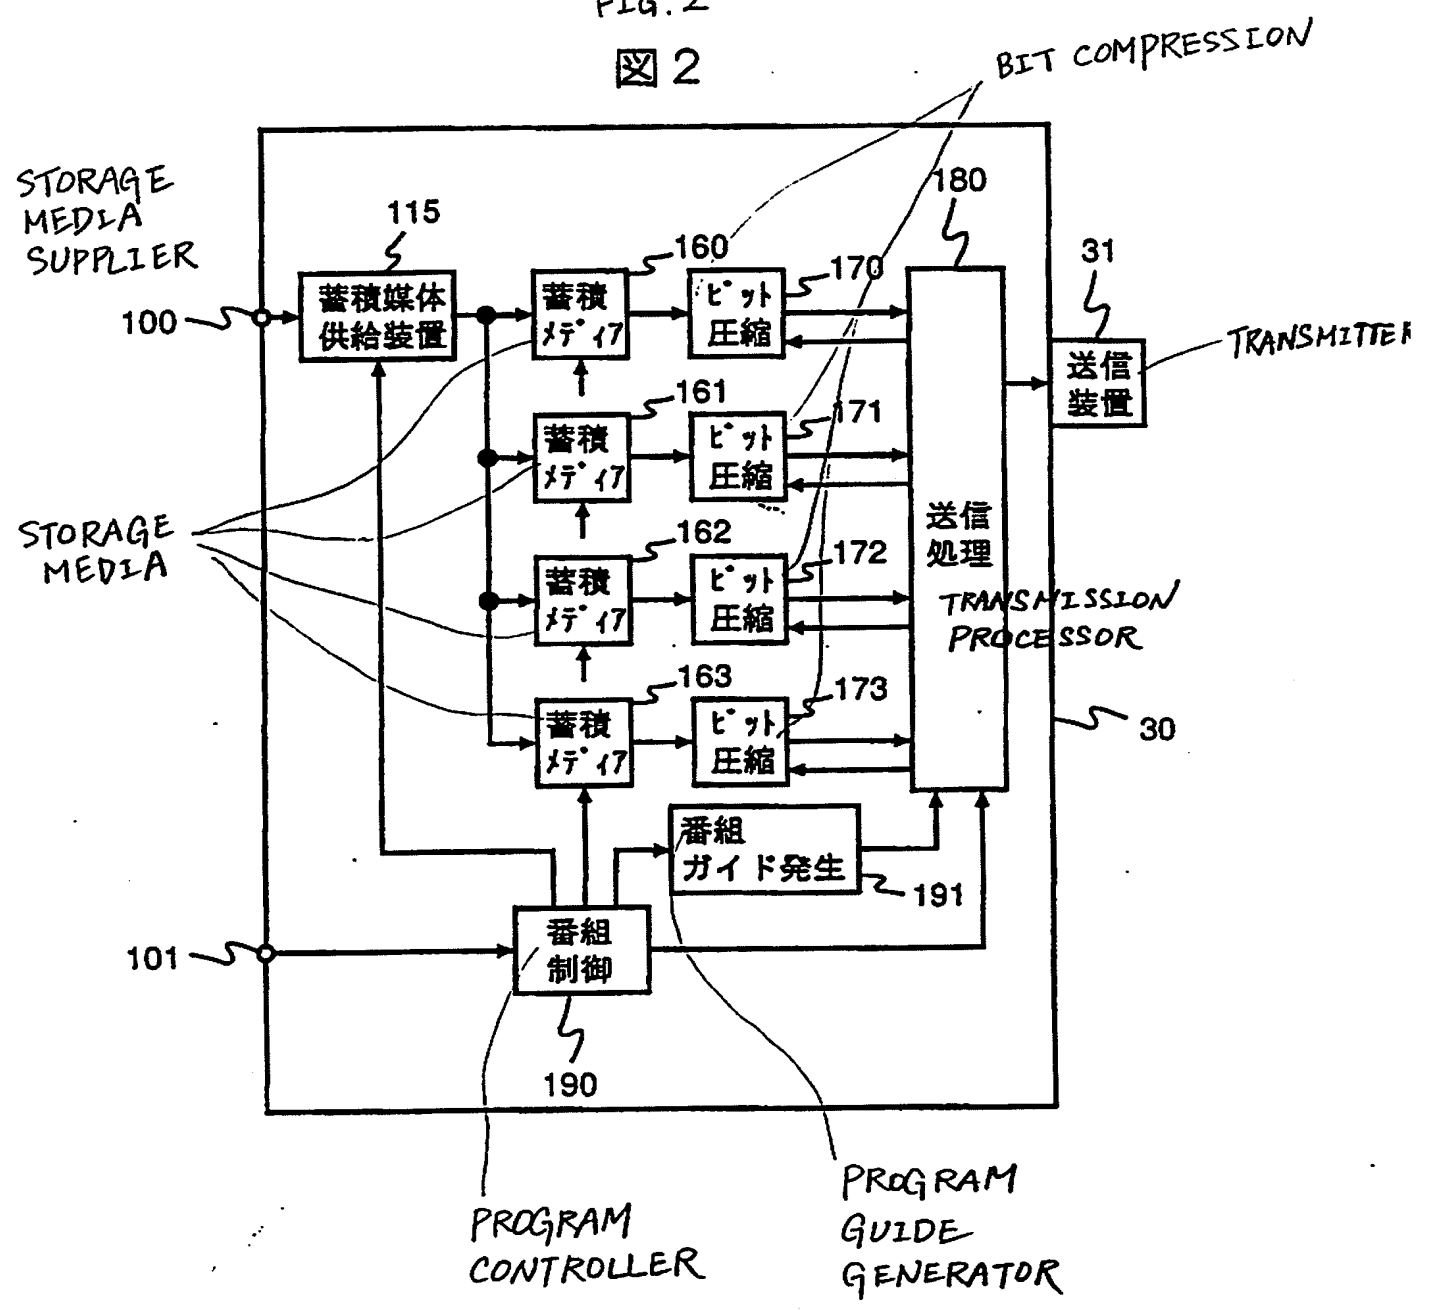 FIG. 2
図2
BIT COMPRESSION
STORAGE
MEDIA
SUPPLIER
115
160
170
180
31
100
蓄積媒体
供給装置
蓄積
メディア
ビット
圧縮
送信
装置
TRANSMITTER
161
171
蓄積
メディア
ビット
圧縮
STORAGE
MEDIA
162
172
送信
処理
TRANSMISSION
PROCESSOR
蓄積
メディア
ビット
圧縮
163
173
30
蓄積
メディア
ビット
圧縮
番組
ガイド発生
191
101
番組
制御
190
PROGRAM
CONTROLLER
PROGRAM
GUIDE
GENERATOR